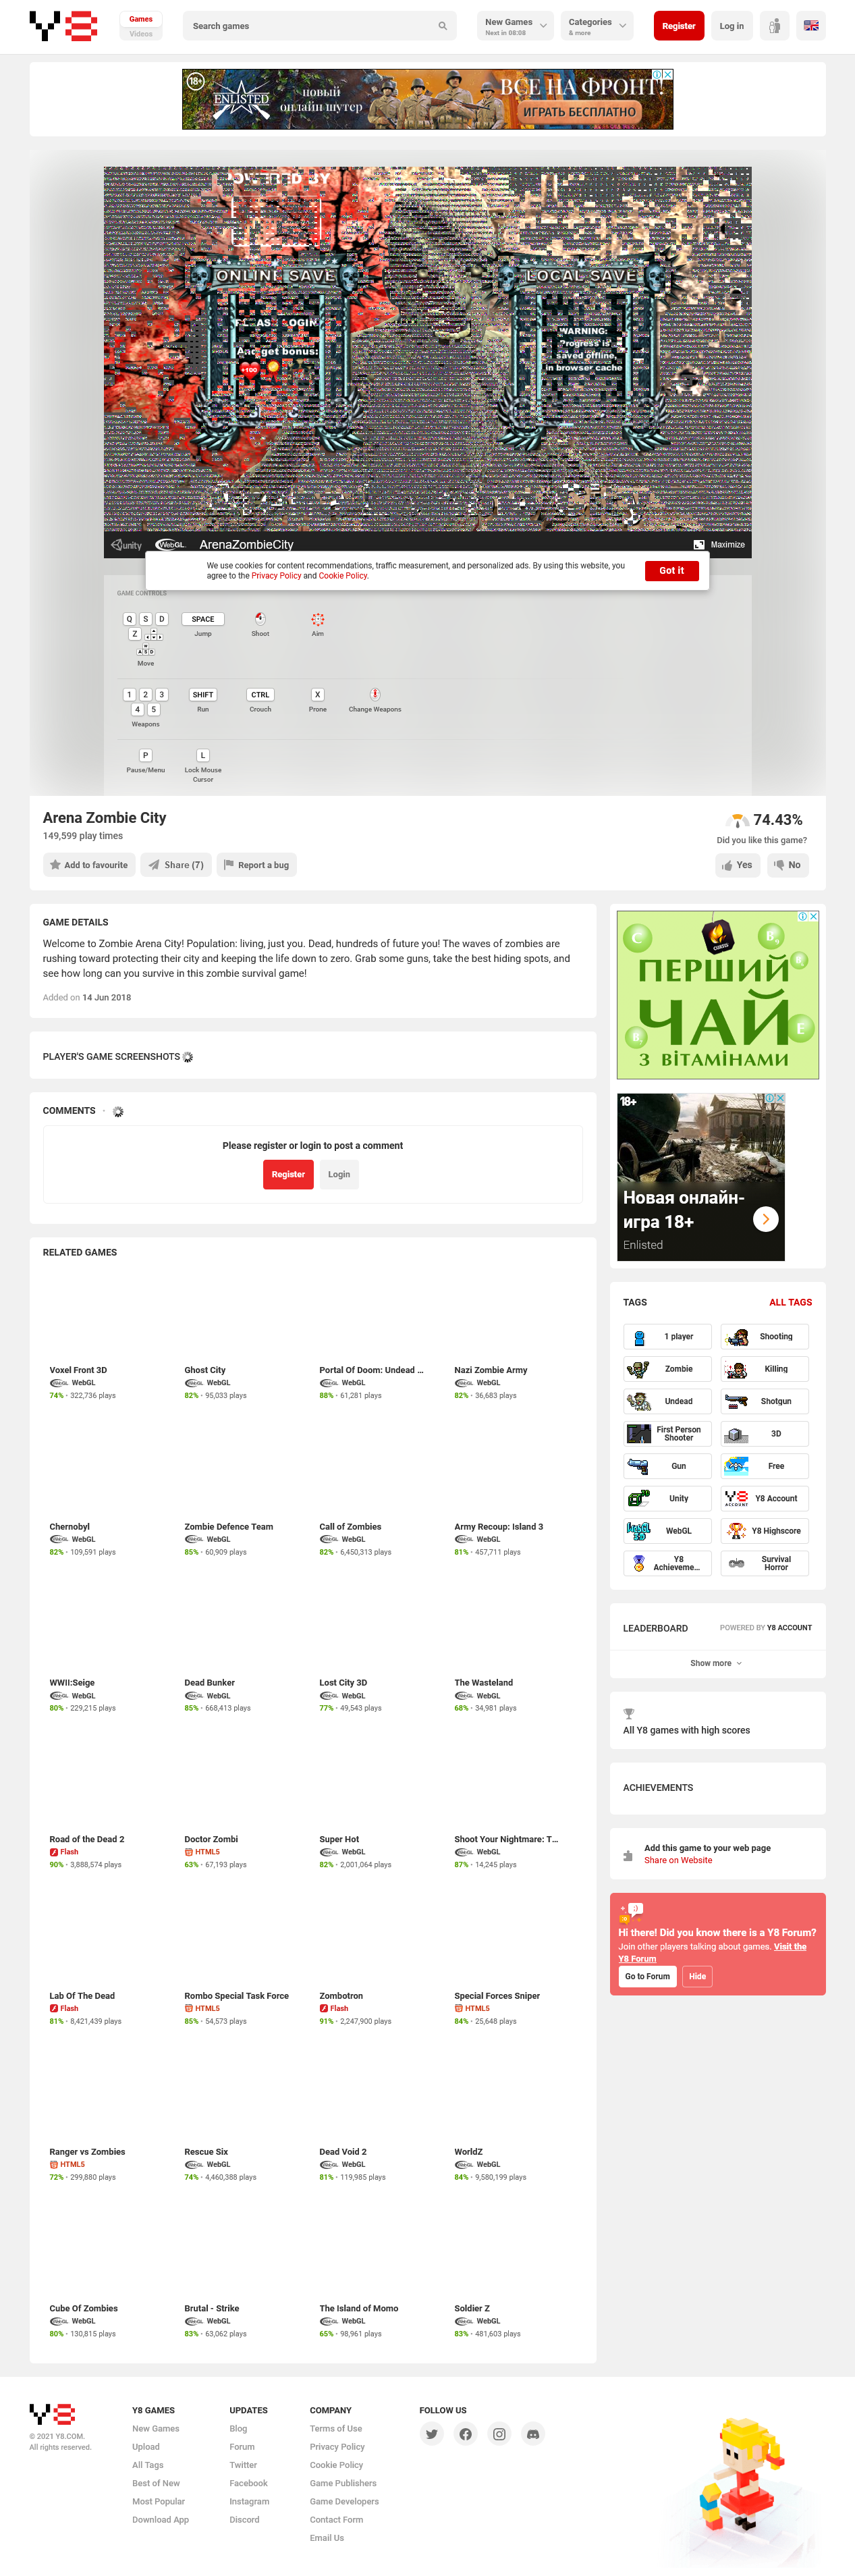 Games
Videos
Search games
New Games
Next in 08:08
Categories
& more
Register
Log in
18+
ENLISTED
новый
онлайн шутер
ВСЕ НА ФРОНТ!
ИГРАТЬ БЕСПЛАТНО
ONLINE SAVE
LOCAL SAVE
And get bonus:
+100
WARNING:
Progress is
saved offline,
in browser cache
unity
WebGL
ArenaZombieCity
Maximize
We use cookies for content recommendations, traffic measurement, and personalized ads. By using this website, you
agree to the Privacy Policy and Cookie Policy.
Got it
GAME CONTROLS
Q S D
Z
W
A S D
Move
SPACE
Jump
Shoot
Aim
1 2 3
4 5
Weapons
SHIFT
Run
CTRL
Crouch
X
Prone
Change Weapons
P
Pause/Menu
L
Lock Mouse
Cursor
Arena Zombie City
149,599 play times
74.43%
Did you like this game?
Add to favourite
Share (7)
Report a bug
Yes
No
GAME DETAILS
Welcome to Zombie Arena City! Population: living, just you. Dead, hundreds of future you! The waves of zombies are
rushing toward protecting their city and keeping the life down to zero. Grab some guns, take the best hiding spots, and
see how long can you survive in this zombie survival game!
Added on 14 Jun 2018
PLAYER'S GAME SCREENSHOTS
COMMENTS •
Please register or login to post a comment
Register
Login
ПЕРШИЙ
ЧАЙ
З ВІТАМІНАМИ
18+
Новая онлайн-
игра 18+
Enlisted
RELATED GAMES
Voxel Front 3D
WebGL
74% • 322,736 plays
Ghost City
WebGL
82% • 95,033 plays
Portal Of Doom: Undead ...
WebGL
88% • 61,281 plays
Nazi Zombie Army
WebGL
82% • 36,683 plays
Chernobyl
WebGL
82% • 109,591 plays
Zombie Defence Team
WebGL
85% • 60,909 plays
Call of Zombies
WebGL
82% • 6,450,313 plays
Army Recoup: Island 3
WebGL
81% • 457,711 plays
WWII:Seige
WebGL
80% • 229,215 plays
Dead Bunker
WebGL
85% • 668,413 plays
Lost City 3D
WebGL
77% • 49,543 plays
The Wasteland
WebGL
68% • 34,981 plays
Road of the Dead 2
Flash
90% • 3,888,574 plays
Doctor Zombi
HTML5
63% • 67,193 plays
Super Hot
WebGL
82% • 2,001,064 plays
Shoot Your Nightmare: T...
WebGL
87% • 14,245 plays
Lab Of The Dead
Flash
81% • 8,421,439 plays
Rombo Special Task Force
HTML5
85% • 54,573 plays
Zombotron
Flash
91% • 2,247,900 plays
Special Forces Sniper
HTML5
84% • 25,648 plays
Ranger vs Zombies
HTML5
72% • 299,880 plays
Rescue Six
WebGL
74% • 4,460,388 plays
Dead Void 2
WebGL
81% • 119,985 plays
WorldZ
WebGL
84% • 9,580,199 plays
Cube Of Zombies
WebGL
80% • 130,815 plays
Brutal - Strike
WebGL
83% • 63,062 plays
The Island of Momo
WebGL
65% • 98,961 plays
Soldier Z
WebGL
83% • 481,603 plays
TAGS
ALL TAGS
1 player
Shooting
Zombie
Killing
Undead
Shotgun
First Person
Shooter
3D
Gun
Free
Unity
Y8 Account
WebGL
Y8 Highscore
Y8
Achieveme...
Survival
Horror
LEADERBOARD
POWERED BY Y8 ACCOUNT
Show more
All Y8 games with high scores
ACHIEVEMENTS
Add this game to your web page
Share on Website
Hi there! Did you know there is a Y8 Forum?
Join other players talking about games. Visit the
Y8 Forum
Go to Forum
Hide
© 2021 Y8.COM.
All rights reserved.
Y8 GAMES
New Games
Upload
All Tags
Best of New
Most Popular
Download App
UPDATES
Blog
Forum
Twitter
Facebook
Instagram
Discord
COMPANY
Terms of Use
Privacy Policy
Cookie Policy
Game Publishers
Game Developers
Contact Form
Email Us
FOLLOW US